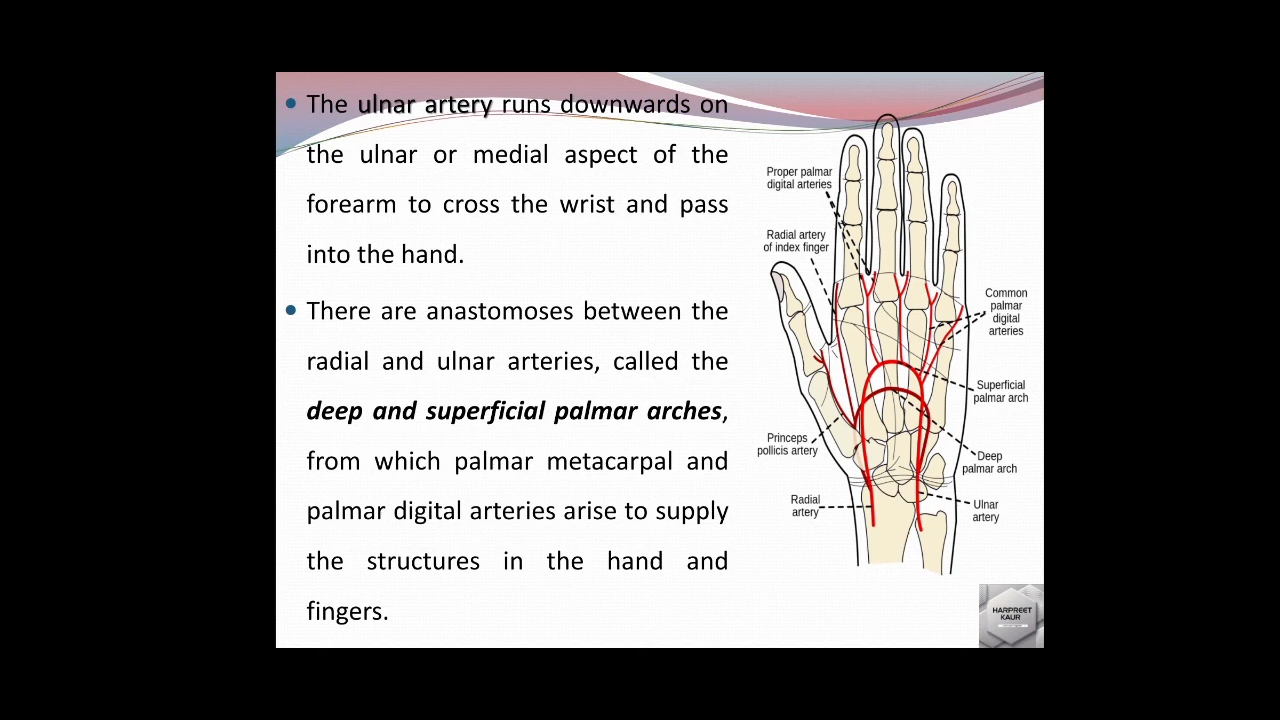 The ulnar artery runs downwards on
the ulnar or medial aspect of the
forearm to cross the wrist and pass
into the hand.
There are anastomoses between the
radial and ulnar arteries, called the
deep and superficial palmar arches,
from which palmar metacarpal and
palmar digital arteries arise to supply
the structures in the hand and
fingers.
Proper palmar
digital arteries
Radial artery
of index finger
Common
palmar
digital
arteries
Superficial
palmar arch
Princeps
pollicis artery
Deep
palmar arch
Radial
artery
Ulnar
artery
HARPREET
KAUR